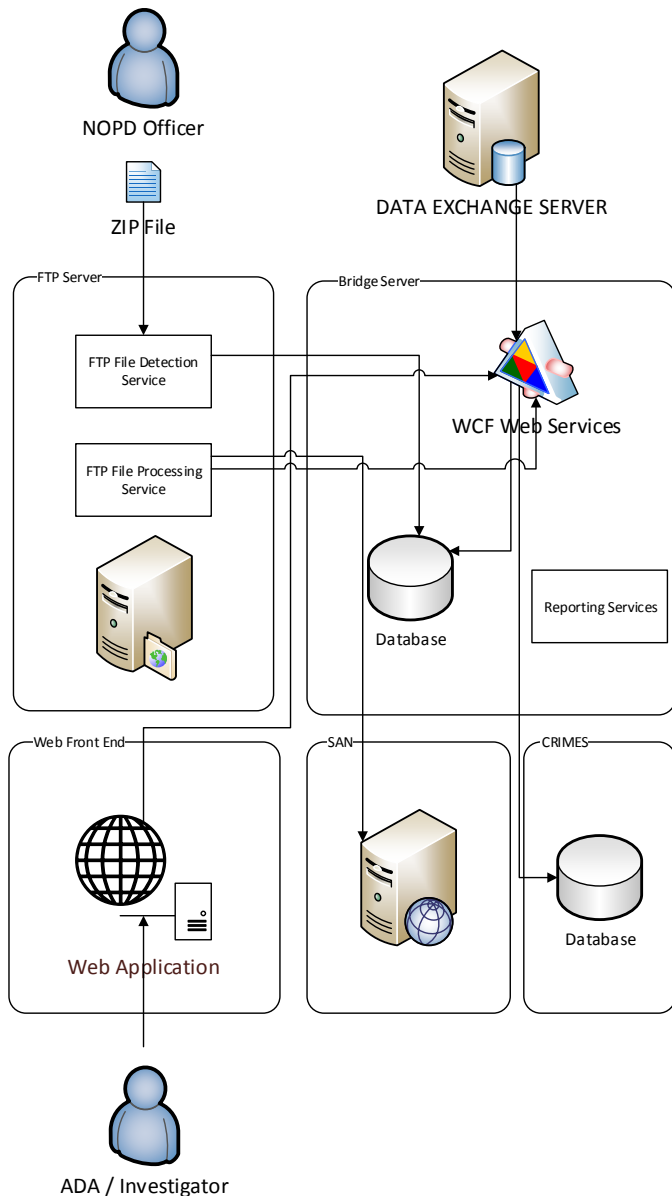 NOPD Officer
ZIP File
DATA EXCHANGE SERVER
FTP Server
FTP File Detection
Service
FTP File Processing
Service
Bridge Server
WCF Web Services
Database
Reporting Services
Web Front End
Web Application
SAN
CRIMES
Database
ADA / Investigator